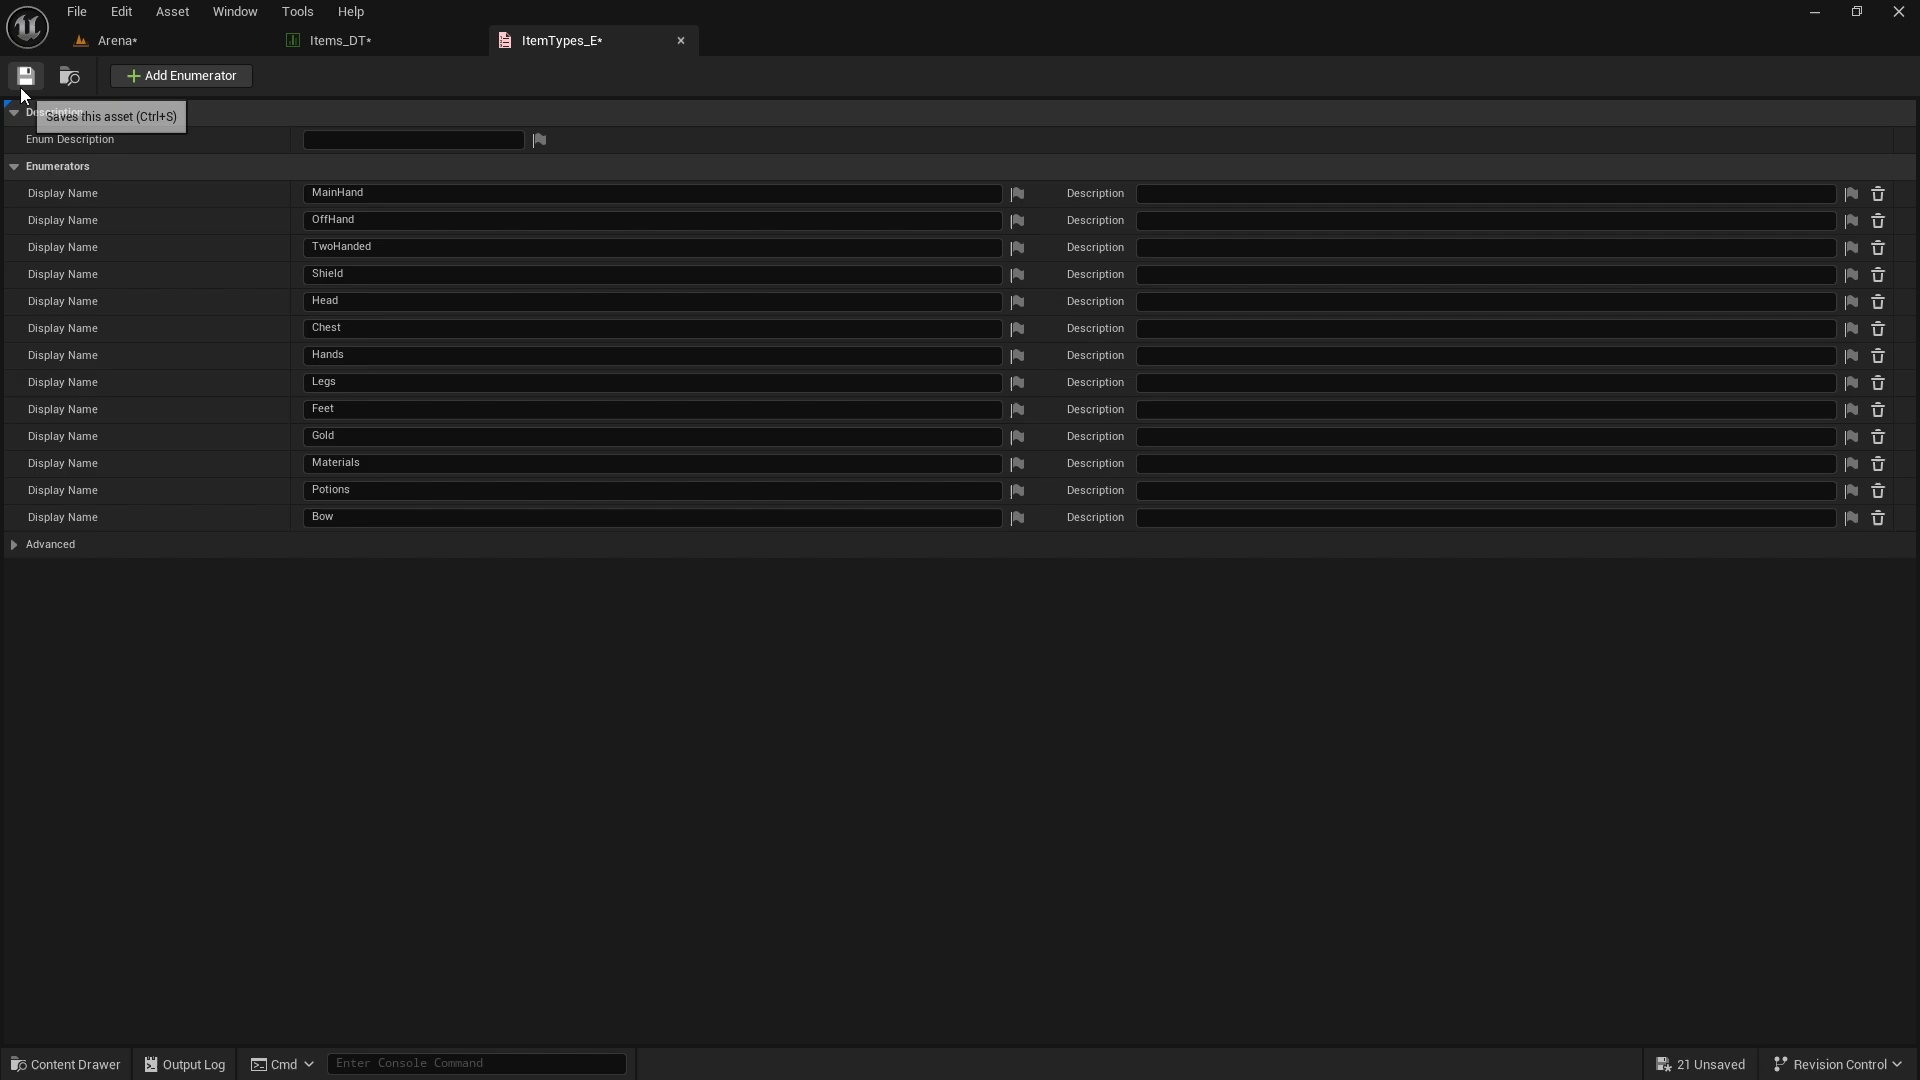 File Edit Asset Window Tools Help
Arena* Items_DT* ItemTypes_E*
Add Enumerator
Description
Saves this asset (Ctrl+S)
Enum Description
Enumerators
Display Name MainHand Description
Display Name OffHand Description
Display Name TwoHanded Description
Display Name Shield Description
Display Name Head Description
Display Name Chest Description
Display Name Hands Description
Display Name Legs Description
Display Name Feet Description
Display Name Gold Description
Display Name Materials Description
Display Name Potions Description
Display Name Bow Description
Advanced
Content Drawer Output Log Cmd Enter Console Command 21 Unsaved Revision Control